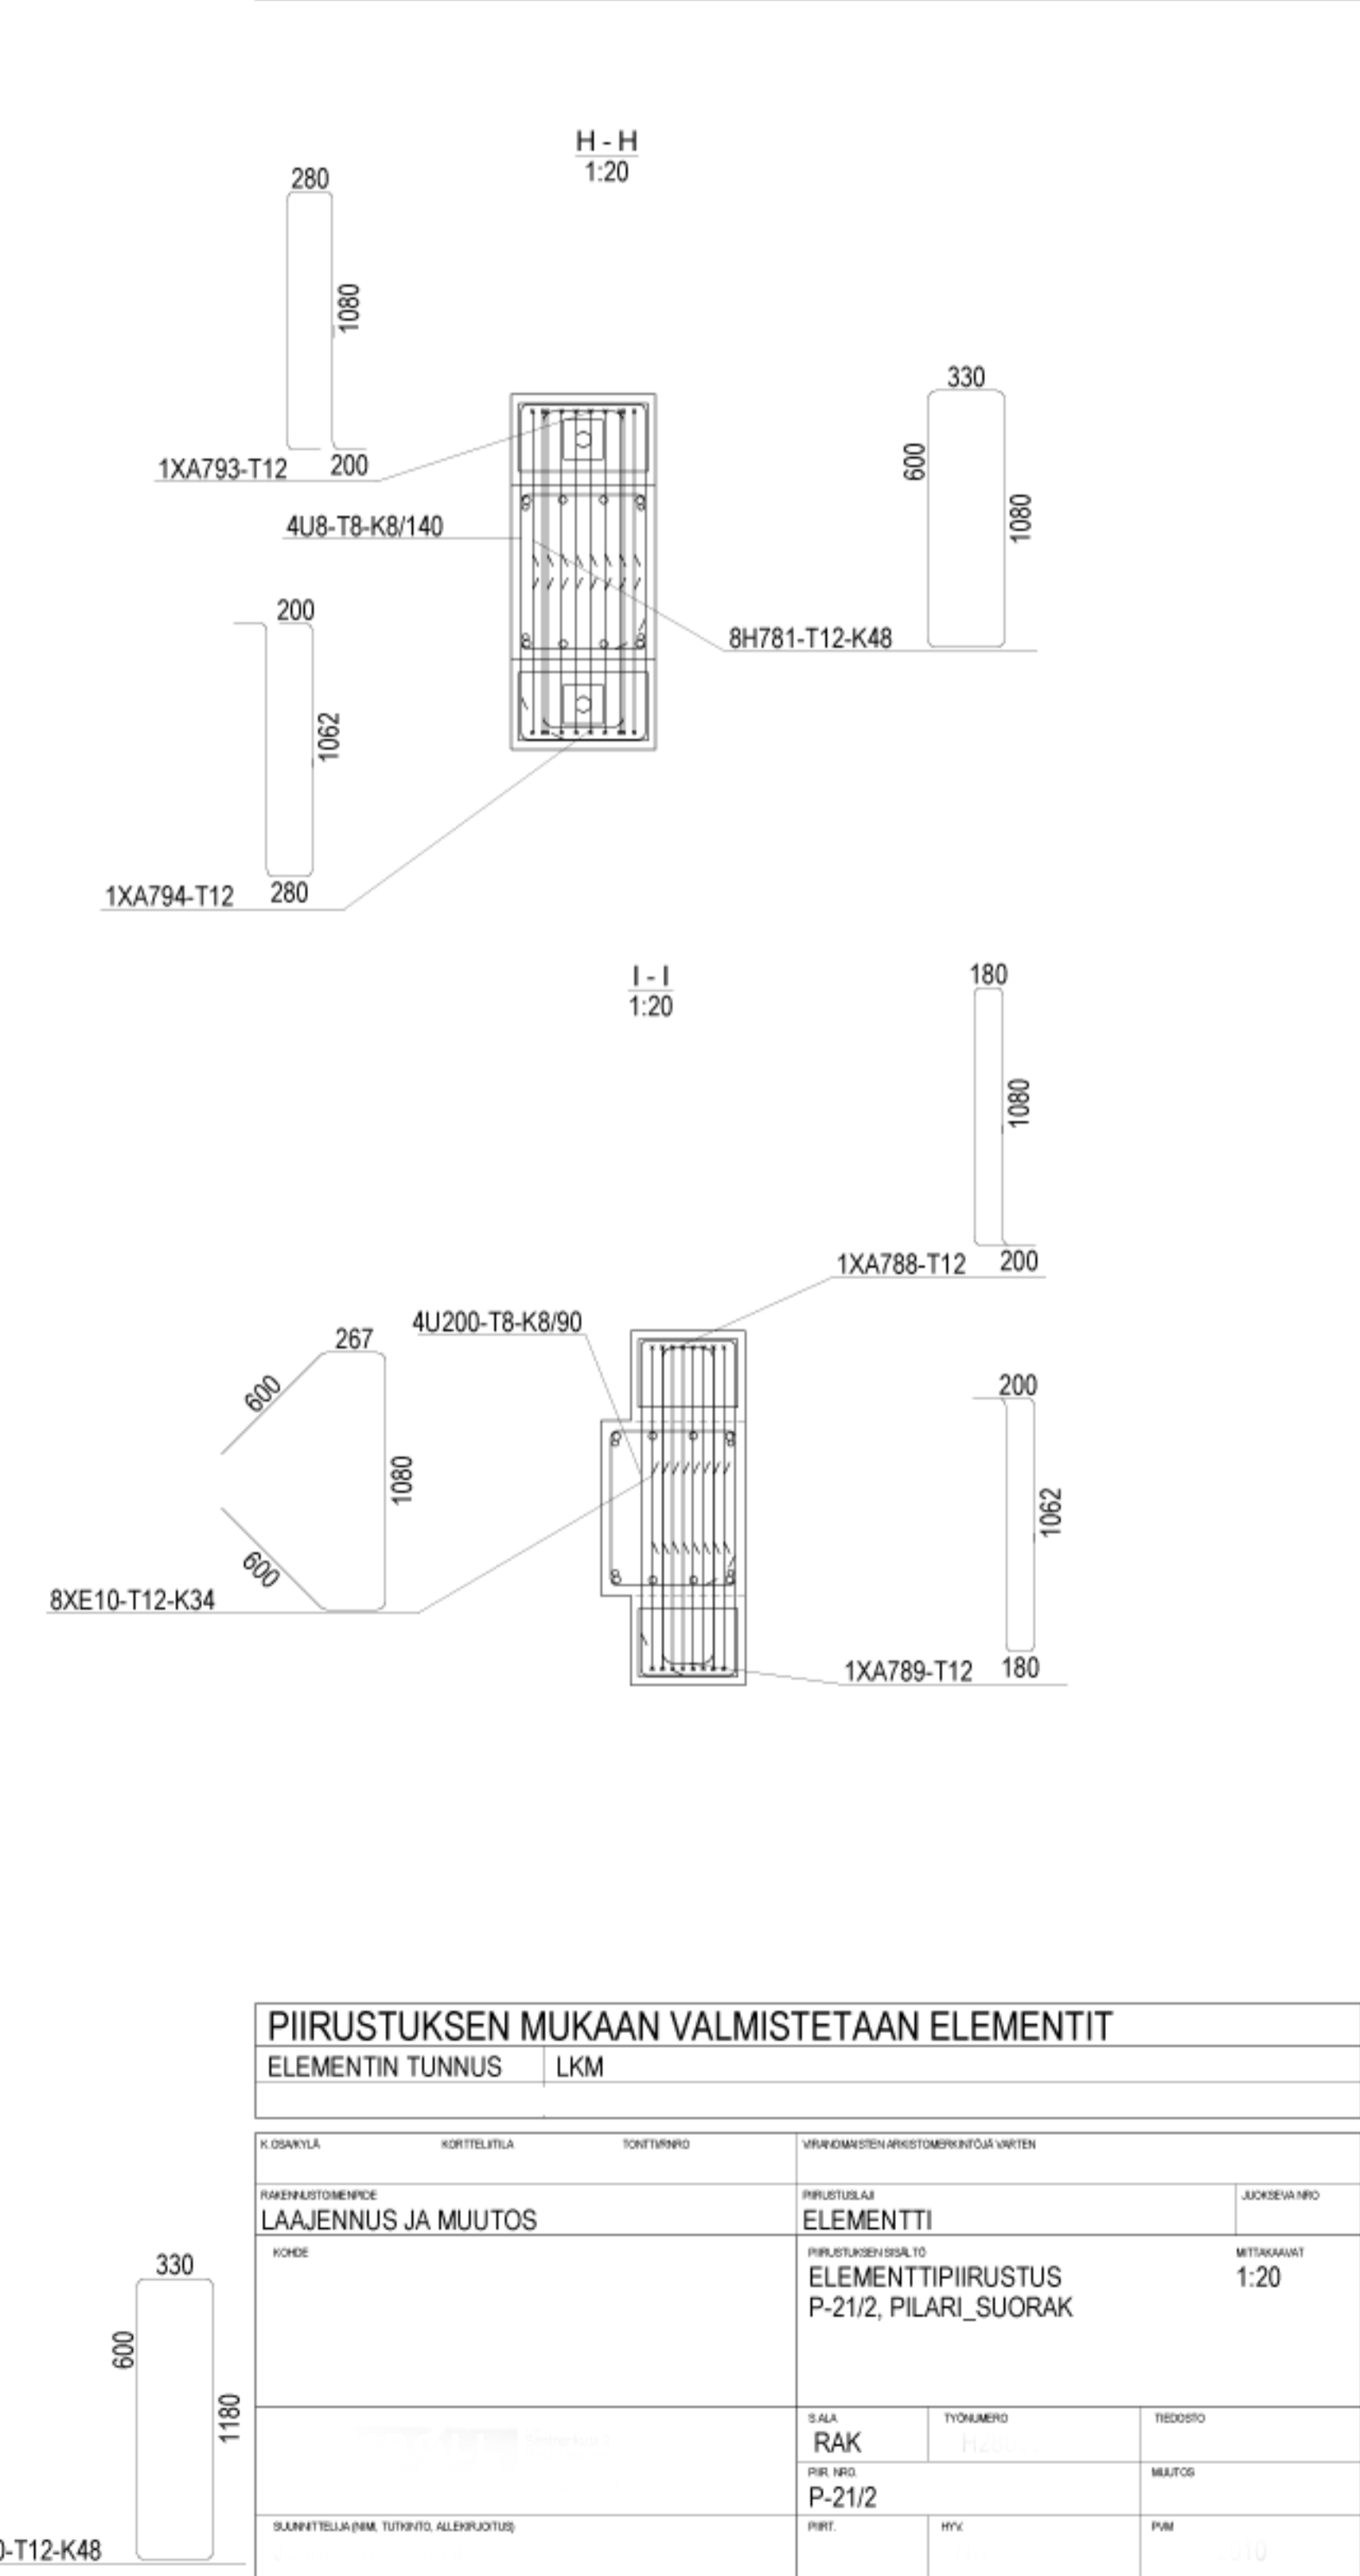 H - H
1:20
280
1080
1XA793-T12
200
330
600
1080
4U8-T8-K8/140
8H781-T12-K48
200
1062
1XA794-T12
280
I - I
1:20
180
1080
1XA788-T12
200
4U200-T8-K8/90
267
600
1080
600
8XE10-T12-K34
200
1062
1XA789-T12
180
PIIRUSTUKSEN MUKAAN VALMISTETAAN ELEMENTIT
ELEMENTIN TUNNUS LKM
K.OSA/KYLÄ KORTTELI/TILA TONTTI/RNRO VIRANOMAISTEN ARKISTOMERKINTÖJÄ VARTEN
RAKENNUSTOIMENPIDE PIIRUSTUSLAJI JUOKSEVA NRO
LAAJENNUS JA MUUTOS ELEMENTTI
KOHDE PIIRUSTUKSEN SISÄLTÖ MITTAKAAVAT
ELEMENTTIPIIRUSTUS 1:20
P-21/2, PILARI_SUORAK
330
600
1180
0-T12-K48
S.ALA TYÖNUMERO TIEDOSTO
RAK
PIIR. NRO. MUUTOS
P-21/2
SUUNNITTELIJA (NIMI, TUTKINTO, ALLEKIRJOITUS) PIIRT. HYV. PVM